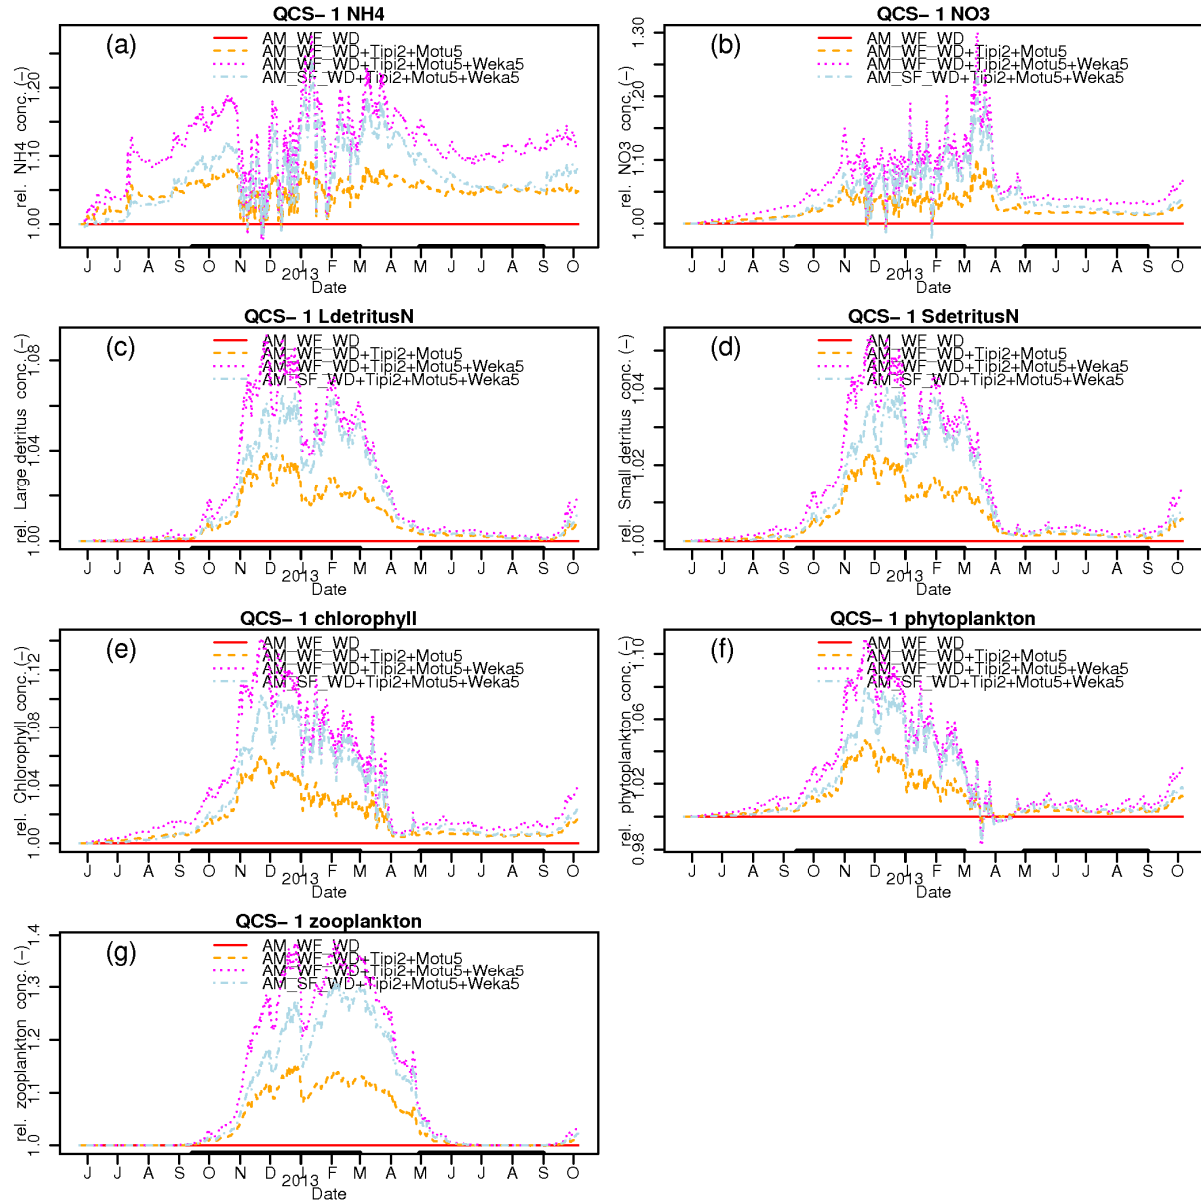 QCS− 1 NH4
(a)
AM_WF_WD
AM_WF_WD+Tipi2+Motu5
AM_WF_WD+Tipi2+Motu5+Weka5
AM_SF_WD+Tipi2+Motu5+Weka5
rel. NH4 conc. (−)
1.00 1.10 1.20
J J A S O N D J F M A M J J A S O
2013
Date
QCS− 1 NO3
(b)
AM_WF_WD
AM_WF_WD+Tipi2+Motu5
AM_WF_WD+Tipi2+Motu5+Weka5
AM_SF_WD+Tipi2+Motu5+Weka5
rel. NO3 conc. (−)
1.00 1.10 1.20 1.30
J J A S O N D J F M A M J J A S O
2013
Date
QCS− 1 LdetritusN
(c)
AM_WF_WD
AM_WF_WD+Tipi2+Motu5
AM_WF_WD+Tipi2+Motu5+Weka5
AM_SF_WD+Tipi2+Motu5+Weka5
rel. Large detritus conc. (−)
1.00 1.04 1.08
J J A S O N D J F M A M J J A S O
2013
Date
QCS− 1 SdetritusN
(d)
AM_WF_WD
AM_WF_WD+Tipi2+Motu5
AM_WF_WD+Tipi2+Motu5+Weka5
AM_SF_WD+Tipi2+Motu5+Weka5
rel. Small detritus conc. (−)
1.00 1.02 1.04
J J A S O N D J F M A M J J A S O
2013
Date
QCS− 1 chlorophyll
(e)
AM_WF_WD
AM_WF_WD+Tipi2+Motu5
AM_WF_WD+Tipi2+Motu5+Weka5
AM_SF_WD+Tipi2+Motu5+Weka5
rel. Chlorophyll conc. (−)
1.00 1.04 1.08 1.12
J J A S O N D J F M A M J J A S O
2013
Date
QCS− 1 phytoplankton
(f)
AM_WF_WD
AM_WF_WD+Tipi2+Motu5
AM_WF_WD+Tipi2+Motu5+Weka5
AM_SF_WD+Tipi2+Motu5+Weka5
rel. phytoplankton conc. (−)
0.98 1.02 1.06 1.10
J J A S O N D J F M A M J J A S O
2013
Date
QCS− 1 zooplankton
(g)
AM_WF_WD
AM_WF_WD+Tipi2+Motu5
AM_WF_WD+Tipi2+Motu5+Weka5
AM_SF_WD+Tipi2+Motu5+Weka5
rel. zooplankton conc. (−)
1.0 1.1 1.2 1.3 1.4
J J A S O N D J F M A M J J A S O
2013
Date